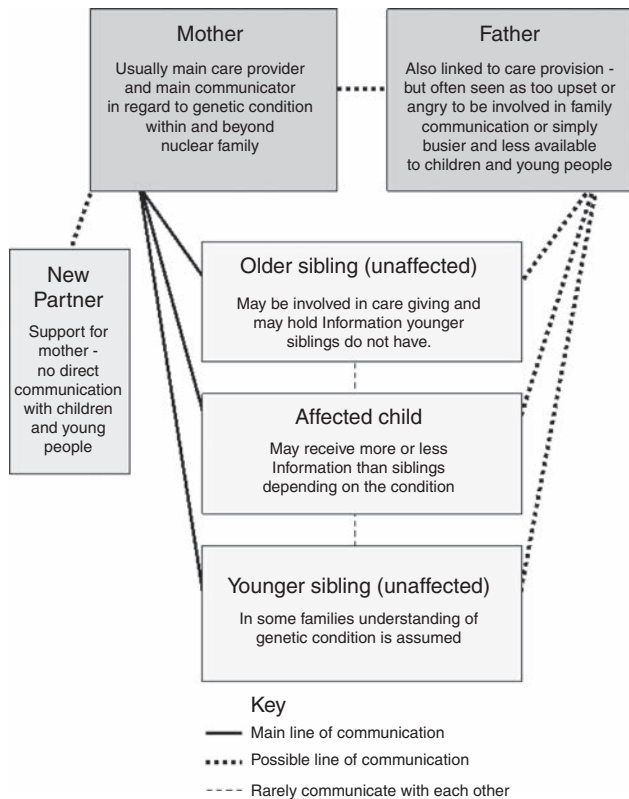 Mother
Usually main care provider
and main communicator
in regard to genetic condition
within and beyond
nuclear family
Father
Also linked to care provision -
but often seen as too upset or
angry to be involved in family
communication or simply
busier and less available
to children and young people
New
Partner
Support for
mother -
no direct
communication
with children
and young
people
Older sibling (unaffected)
May be involved in care giving and
may hold Information younger
siblings do not have.
Affected child
May receive more or less
Information than siblings
depending on the condition
Younger sibling (unaffected)
In some families understanding of
genetic condition is assumed
Key
Main line of communication
Possible line of communication
Rarely communicate with each other